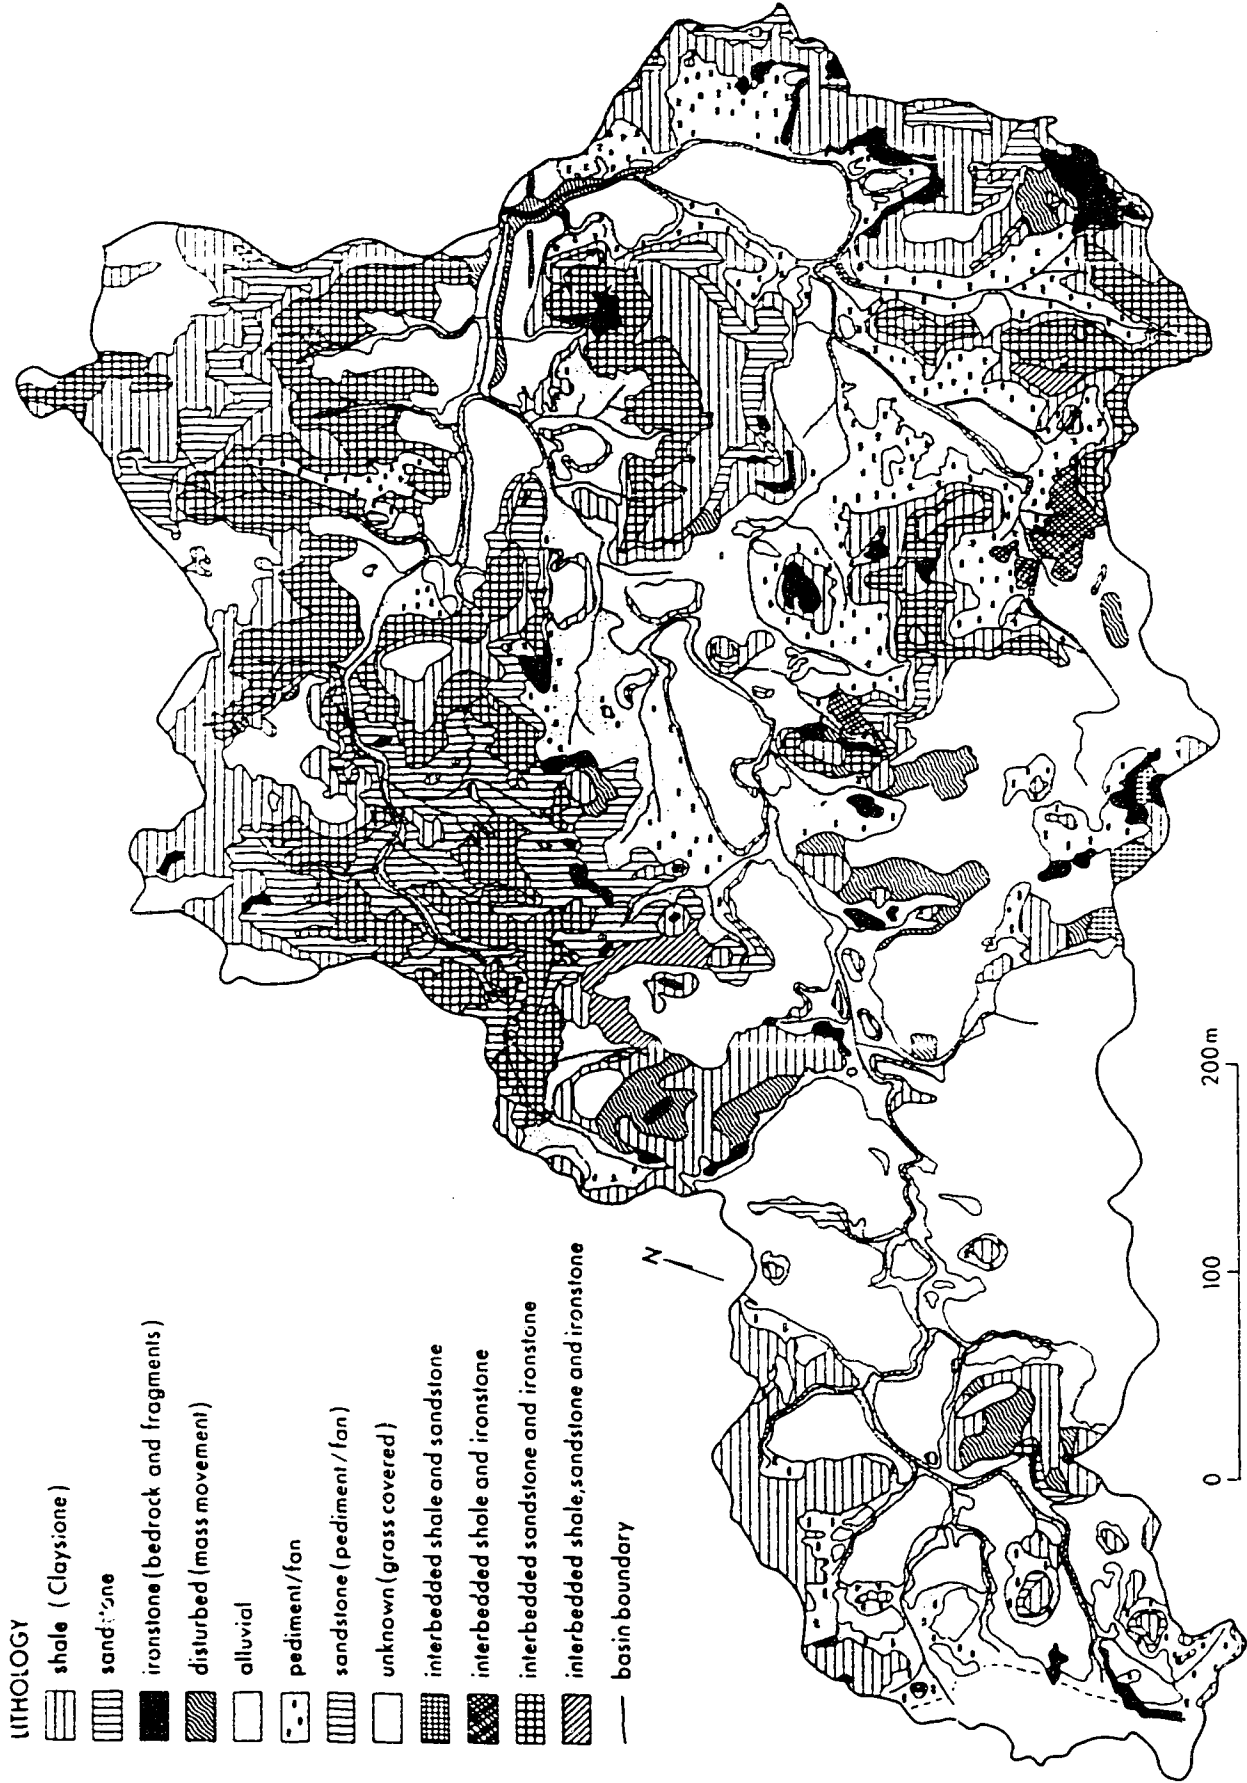 LITHOLOGY
shale (Claysione)
ironstone (bedrock and fragments)
disturbed (mass movement)
alluvial
pediment/fan
sandstone (pediment/fan)
unknown (grass covered)
interbedded shale and sandstone
interbedded shale and ironstone
interbedded sandstone and ironstone
interbedded shale, sandstone and ironstone
basin boundary
N
0 100 200m